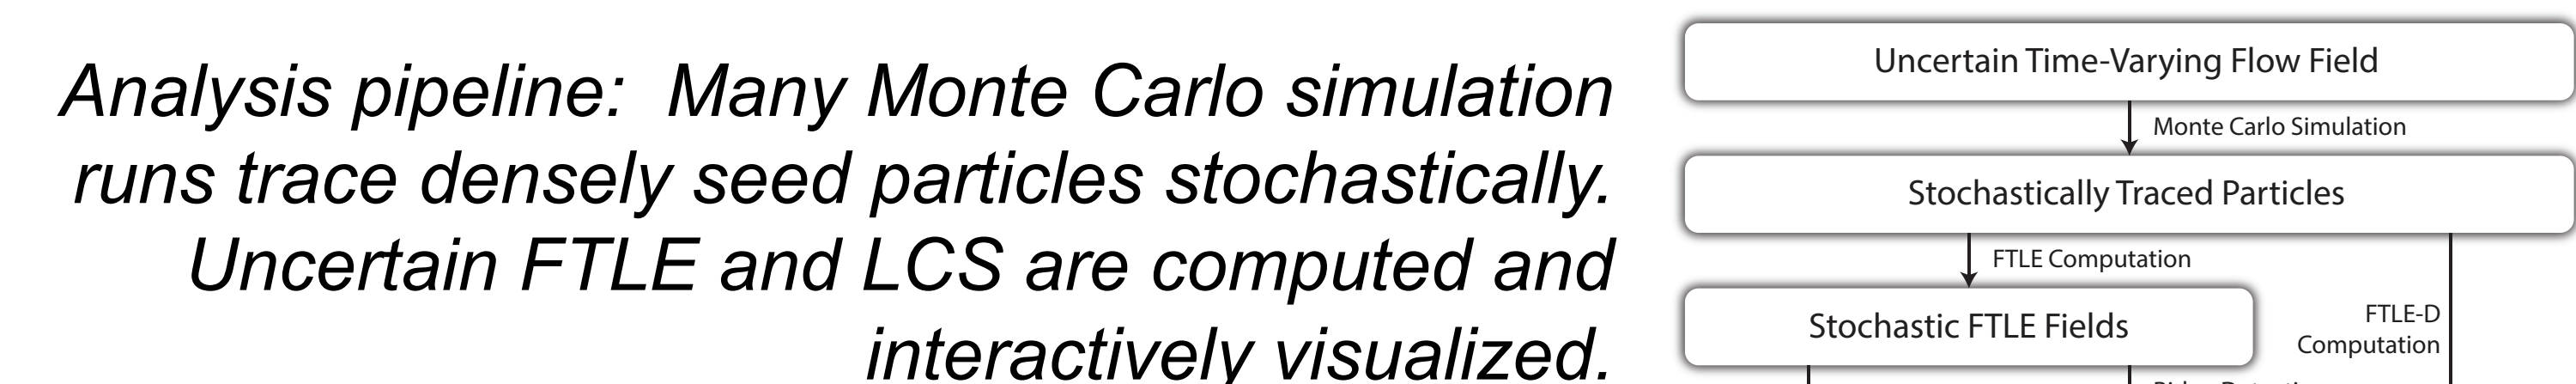 Analysis pipeline: Many Monte Carlo simulation
runs trace densely seed particles stochastically.
Uncertain FTLE and LCS are computed and
interactively visualized.
Uncertain Time-Varying Flow Field
Monte Carlo Simulation
Stochastically Traced Particles
FTLE Computation
Stochastic FTLE Fields
FTLE-D
Computation